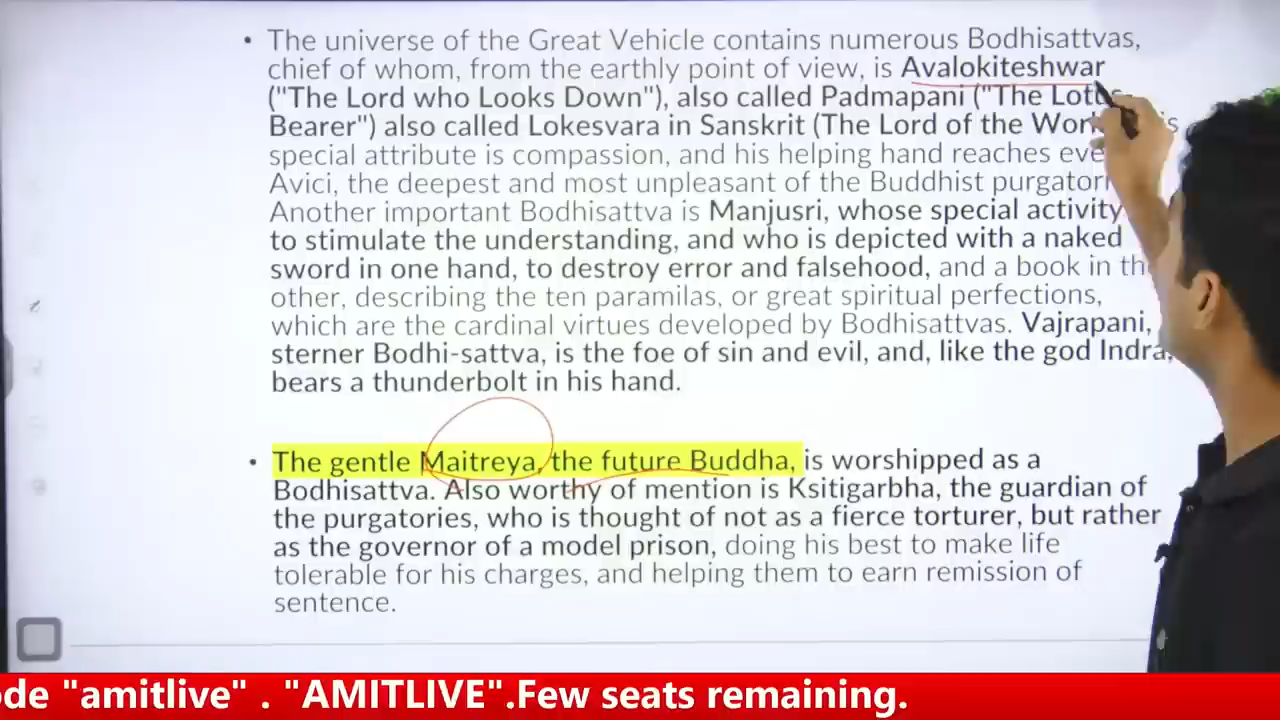 • The universe of the Great Vehicle contains numerous Bodhisattvas,
chief of whom, from the earthly point of view, is Avalokiteshwar
("The Lord who Looks Down"), also called Padmapani ("The Lotus-
Bearer") also called Lokesvara in Sanskrit (The Lord of the Wor
special attribute is compassion, and his helping hand reaches eve
Avici, the deepest and most unpleasant of the Buddhist purgatori
Another important Bodhisattva is Manjusri, whose special activity
to stimulate the understanding, and who is depicted with a naked
sword in one hand, to destroy error and falsehood, and a book in the
other, describing the ten paramilas, or great spiritual perfections,
which are the cardinal virtues developed by Bodhisattvas. Vajrapani,
sterner Bodhi-sattva, is the foe of sin and evil, and, like the god Indra,
bears a thunderbolt in his hand.
• The gentle Maitreya, the future Buddha, is worshipped as a
Bodhisattva. Also worthy of mention is Ksitigarbha, the guardian of
the purgatories, who is thought of not as a fierce torturer, but rather
as the governor of a model prison, doing his best to make life
tolerable for his charges, and helping them to earn remission of
sentence.
ode "amitlive" . "AMITLIVE".Few seats remaining.